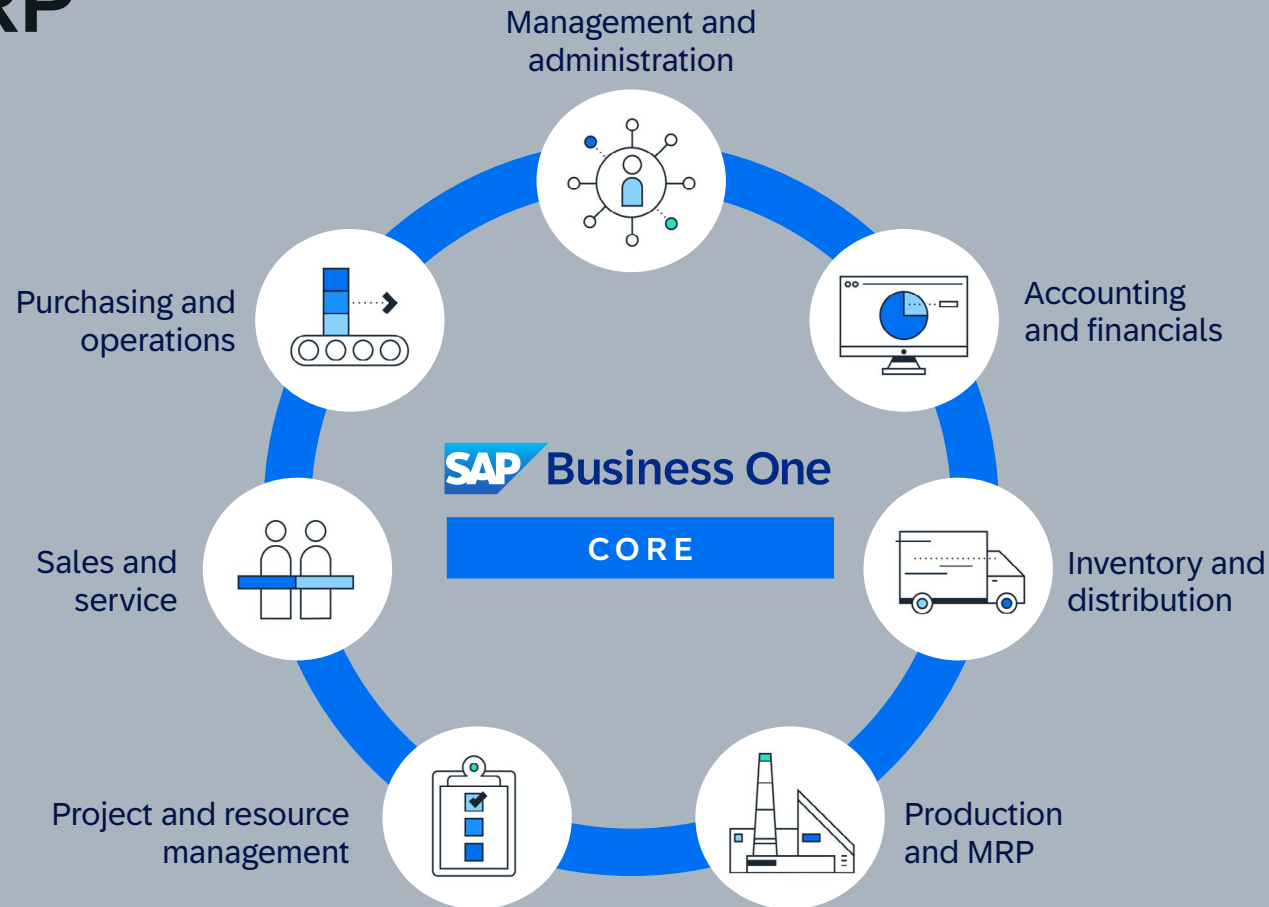 RP
Management and
administration
Purchasing and
operations
Accounting
and financials
SAP Business One
CORE
Sales and
service
Inventory and
distribution
Project and resource
management
Production
and MRP